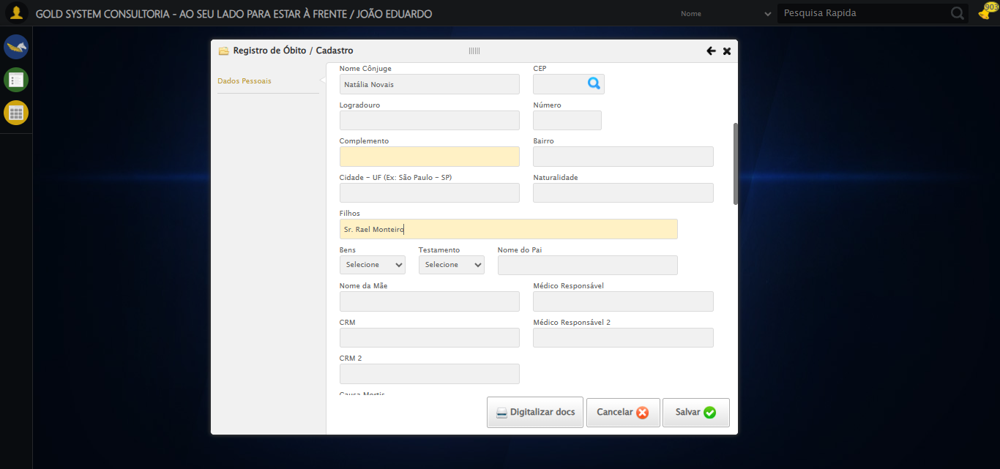 GOLD SYSTEM CONSULTORIA - AO SEU LADO PARA ESTAR À FRENTE / JOÃO EDUARDO
Nome
Pesquisa Rapida
903
Registro de Óbito / Cadastro
Dados Pessoais
Nome Cônjuge
CEP
Natália Novais
Logradouro
Número
Complemento
Bairro
Cidade - UF (Ex: São Paulo - SP)
Naturalidade
Filhos
Sr. Rael Monteiro
Bens
Testamento
Nome do Pai
Selecione
Selecione
Nome da Mãe
Médico Responsável
CRM
Médico Responsável 2
CRM 2
Causa Mortis
Digitalizar docs
Cancelar
Salvar